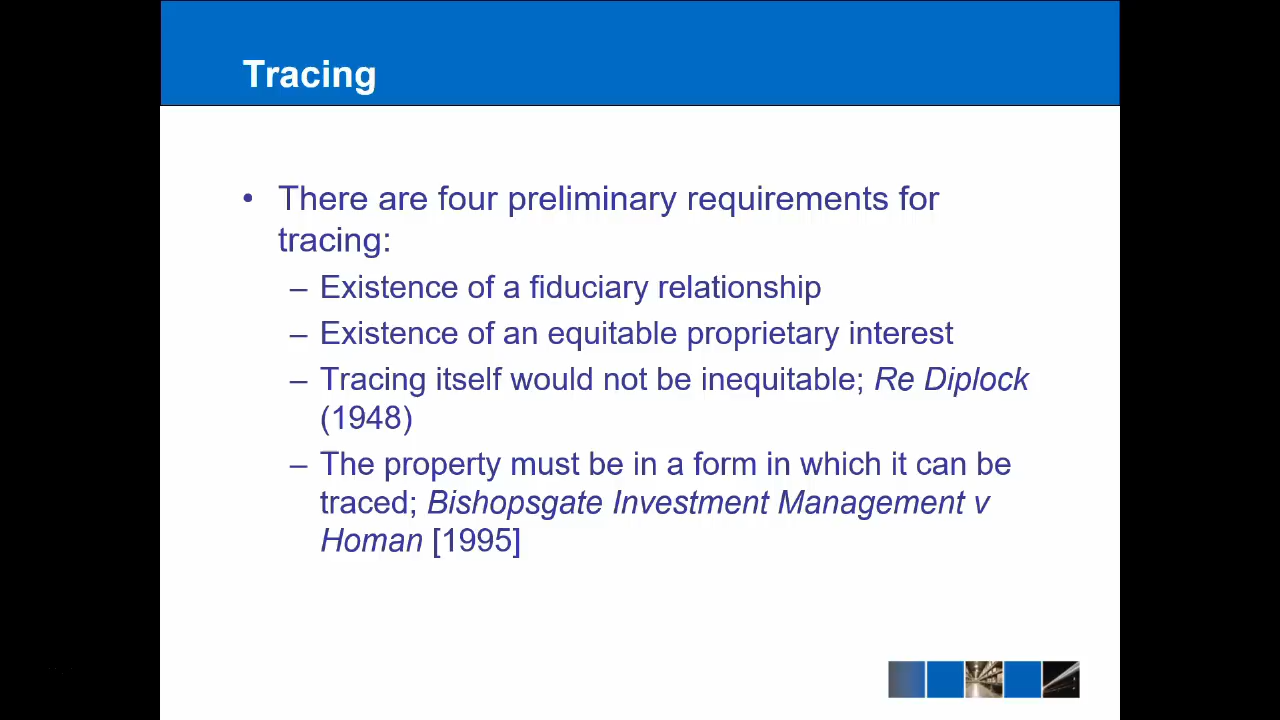 Tracing
• There are four preliminary requirements for
tracing:
– Existence of a fiduciary relationship
– Existence of an equitable proprietary interest
– Tracing itself would not be inequitable; Re Diplock
(1948)
– The property must be in a form in which it can be
traced; Bishopsgate Investment Management v
Homan [1995]